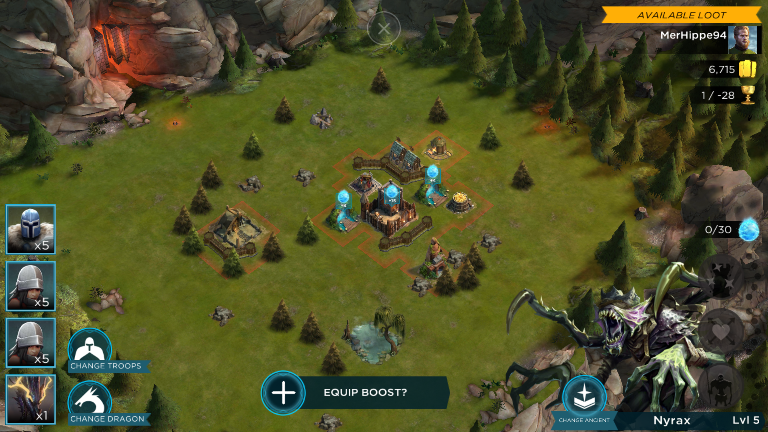 AVAILABLE LOOT
MerHippe94
6,715
1 / -28
x5
0/30
x5
x5
CHANGE TROOPS
x1
CHANGE DRAGON
EQUIP BOOST?
CHANGE ANCIENT
Nyrax
Lvl 5